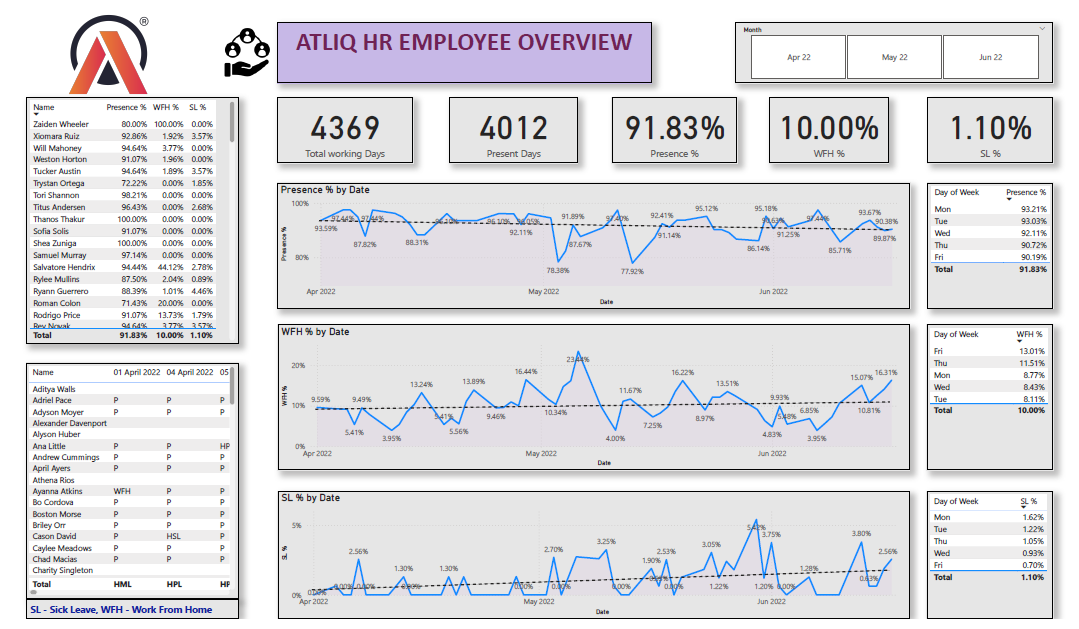 ®
ATLIQ HR EMPLOYEE OVERVIEW
Month
Apr 22 May 22 Jun 22
Name Presence % WFH % SL %
Zaiden Wheeler 80.00% 100.00% 0.00%
Xiomara Ruiz 92.86% 1.92% 3.57%
Will Mahoney 94.64% 3.77% 0.00%
Weston Horton 91.07% 1.96% 0.00%
Tucker Austin 94.64% 1.89% 3.57%
Trystan Ortega 72.22% 0.00% 1.85%
Tori Shannon 98.21% 0.00% 0.00%
Titus Andersen 96.43% 0.00% 2.68%
Thanos Thakur 100.00% 0.00% 0.00%
Sofia Solis 91.07% 0.00% 0.00%
Shea Zuniga 100.00% 0.00% 0.00%
Samuel Murray 97.14% 0.00% 0.00%
Salvatore Hendrix 94.44% 44.12% 2.78%
Rylee Mullins 87.50% 2.04% 0.89%
Ryann Guerrero 88.39% 1.01% 4.46%
Roman Colon 71.43% 20.00% 0.00%
Rodrigo Price 91.07% 13.73% 1.79%
Rey Novak 94.64% 3.77% 3.57%
Total 91.83% 10.00% 1.10%
4369
Total working Days
4012
Present Days
91.83%
Presence %
10.00%
WFH %
1.10%
SL %
Presence % by Date
Presence %
100%
80%
93.59% 97.44% 87.82% 97.44% 88.31% 96.10% 92.11% 91.89% 78.38% 87.67% 97.40% 77.92% 92.41% 91.14% 95.12% 86.14% 95.18% 91.25% 97.44% 85.71% 93.67% 89.87% 90.38%
Apr 2022 May 2022 Jun 2022
Date
Day of Week Presence %
Mon 93.21%
Tue 93.03%
Wed 92.11%
Thu 90.72%
Fri 90.19%
Total 91.83%
WFH % by Date
WFH %
20%
10%
0%
9.59% 5.41% 9.49% 3.95% 13.24% 5.41% 5.56% 13.89% 9.46% 16.44% 10.34% 23.44% 4.00% 11.67% 7.25% 16.22% 8.97% 13.51% 4.83% 9.93% 5.48% 6.85% 3.95% 15.07% 10.81% 16.31%
Apr 2022 May 2022 Jun 2022
Date
Day of Week WFH %
Fri 13.01%
Thu 11.51%
Mon 8.77%
Wed 8.43%
Tue 8.11%
Total 10.00%
Name 01 April 2022 04 April 2022 05
Aditya Walls
Adriel Pace P P P
Adyson Moyer P P P
Alexander Davenport
Alyson Huber
Ana Little P P HP
Andrew Cummings P P P
April Ayers P P P
Athena Rios
Ayanna Atkins WFH P P
Bo Cordova P P P
Boston Morse P P P
Briley Orr P P P
Cason David P HSL P
Caylee Meadows P P P
Chad Macias P P P
Charity Singleton
Total HML HPL HF
SL - Sick Leave, WFH - Work From Home
SL % by Date
SL %
5%
0%
0.00% 0.00% 2.56% 0.00% 1.30% 0.00% 1.30% 0.00% 2.70% 0.00% 3.25% 0.00% 1.90% 2.53% 3.05% 1.22% 5.42% 1.20% 3.75% 0.00% 1.28% 3.80% 0.63% 2.56%
Apr 2022 May 2022 Jun 2022
Date
Day of Week SL %
Mon 1.62%
Tue 1.22%
Thu 1.05%
Wed 0.93%
Fri 0.70%
Total 1.10%